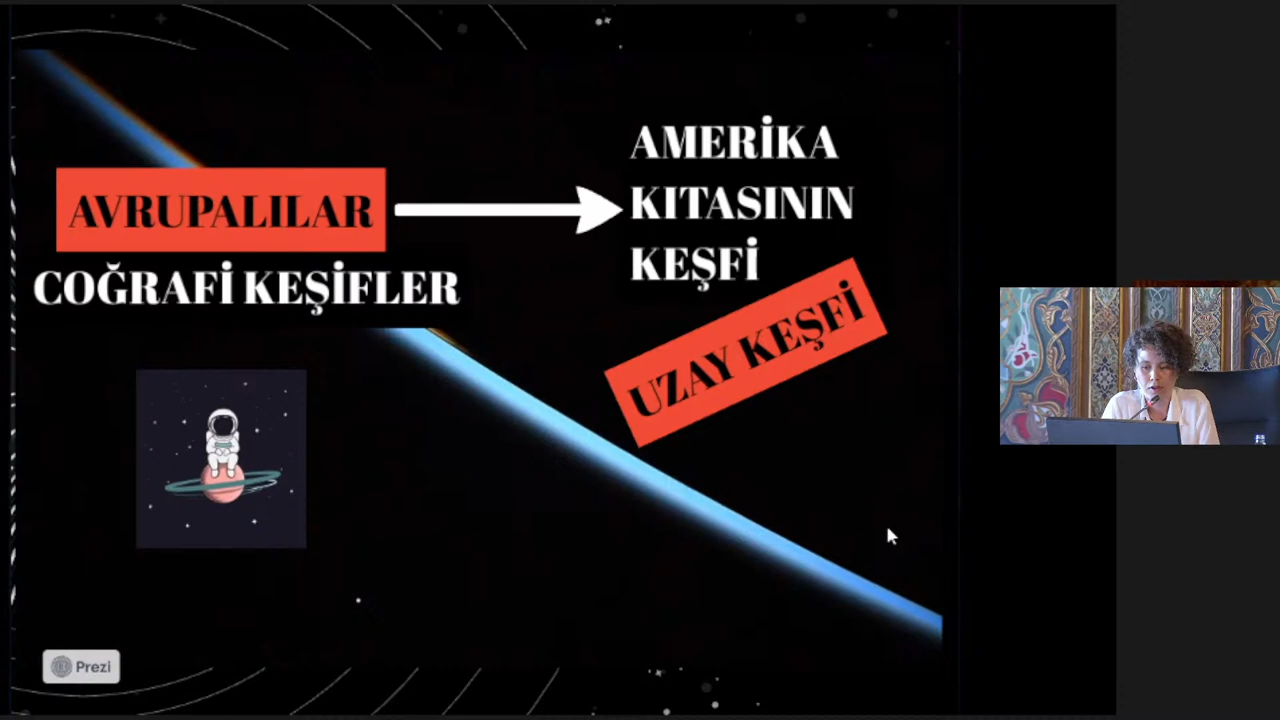 AVRUPALILAR
COĞRAFİ KEŞİFLER
AMERİKA
KITASININ
KEŞFİ
UZAY KEŞFİ
Prezi